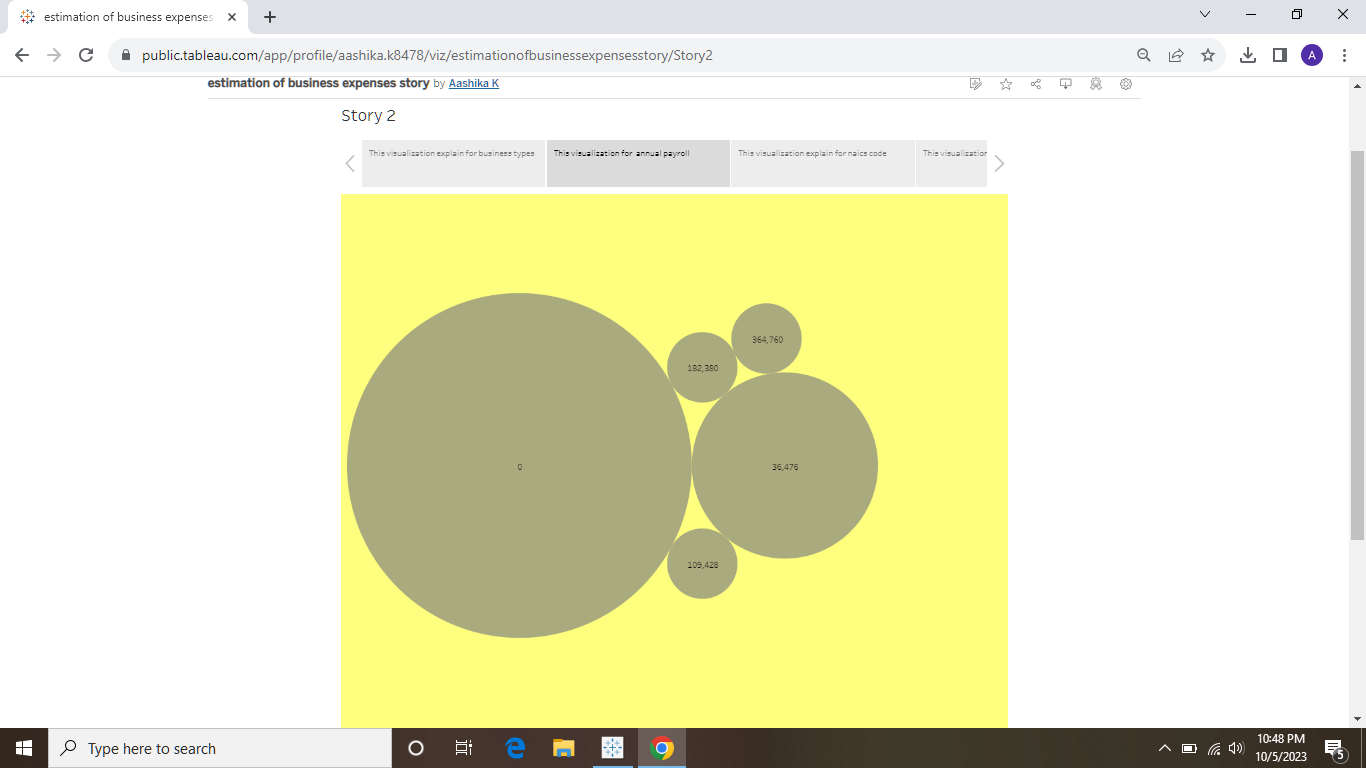 estimation of business expenses
public.tableau.com/app/profile/aashika.k8478/viz/estimationofbusinessexpensesstory/Story2
A
estimation of business expenses story by Aashika K
Story 2
This visualization explain for business types
This visualization for annual payroll
This visualization explain for naics code
This visualization
364,760
182,380
0
36,476
109,428
Type here to search
10:48 PM
10/5/2023
5